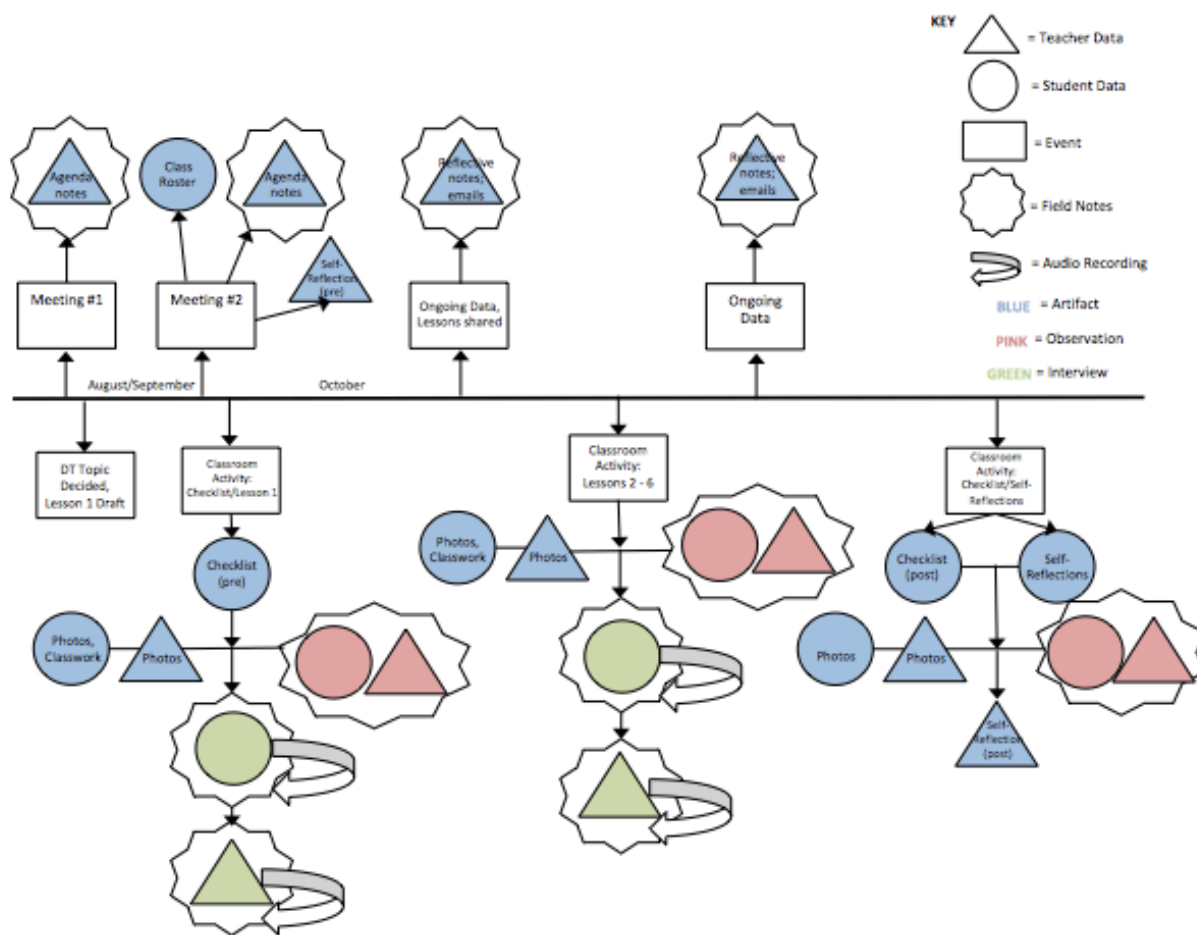 KEY
= Teacher Data
= Student Data
= Event
= Field Notes
= Audio Recording
BLUE = Artifact
PINK = Observation
GREEN = Interview
Agenda
notes
Class
Roster
Agenda
notes
Reflective
notes;
emails
Reflective
notes;
emails
Self-
Reflection
(pre)
Meeting #1
Meeting #2
Ongoing Data,
Lessons shared
Ongoing
Data
August/September
October
DT Topic
Decided,
Lesson 1 Draft
Classroom
Activity:
Checklist/Lesson 1
Classroom
Activity:
Lessons 2 - 6
Classroom
Activity:
Checklist/Self-
Reflections
Checklist
(pre)
Photos,
Classwork
Photos
Photos,
Classwork
Photos
Checklist
(post)
Self-
Reflections
Photos
Photos
Self-
Reflection
(post)